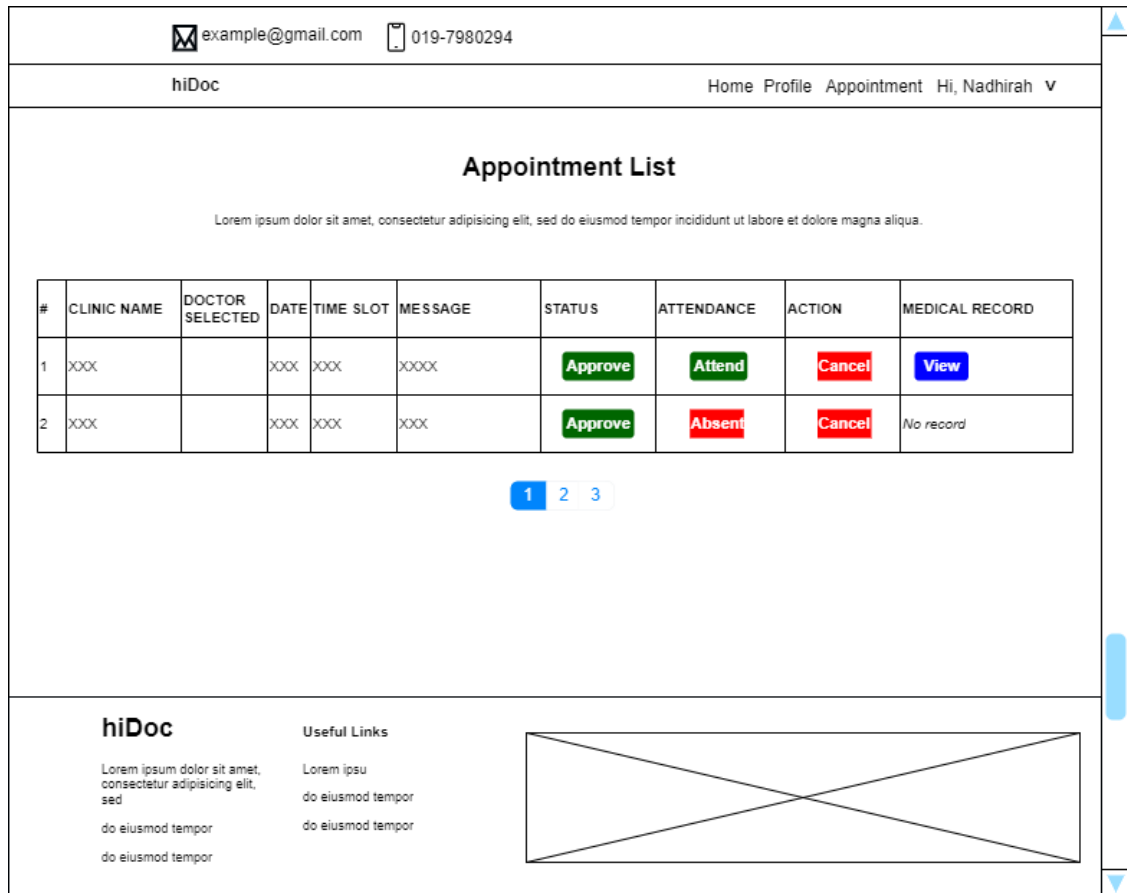 example@gmail.com 019-7980294
hiDoc Home Profile Appointment Hi, Nadhirah v
Appointment List
Lorem ipsum dolor sit amet, consectetur adipisicing elit, sed do eiusmod tempor incididunt ut labore et dolore magna aliqua.
# CLINIC NAME DOCTOR SELECTED DATE TIME SLOT MESSAGE STATUS ATTENDANCE ACTION MEDICAL RECORD
1 XXX XXX XXX XXXX Approve Attend Cancel View
2 XXX XXX XXX XXX Approve Absent Cancel No record
1 2 3
hiDoc
Lorem ipsum dolor sit amet,
consectetur adipisicing elit,
sed
do eiusmod tempor
do eiusmod tempor
Useful Links
Lorem ipsu
do eiusmod tempor
do eiusmod tempor